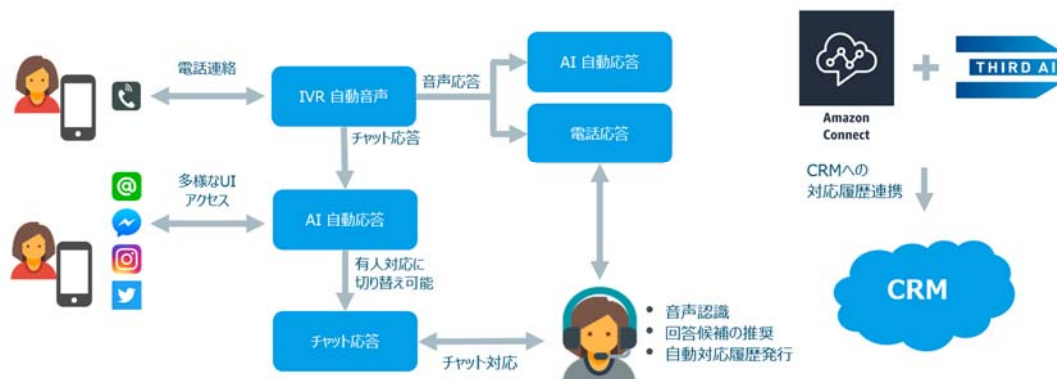 電話連絡
IVR 自動音声
音声応答
AI 自動応答
電話応答
チャット応答
多様なUI
アクセス
@
AI 自動応答
有人対応に
切り替え可能
チャット応答
チャット対応
• 音声認識
• 回答候補の推奨
• 自動対応履歴発行
Amazon
Connect
+
THIRD AI
CRMへの
対応履歴連携
CRM